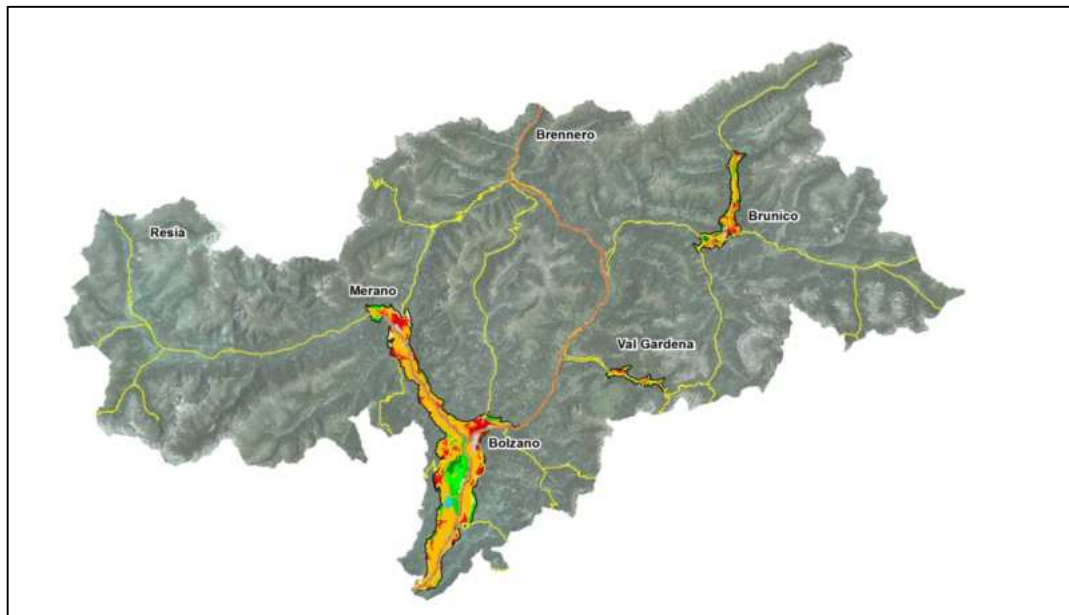 Brennero
Brunico
Resia
Merano
Val Gardena
Bolzano